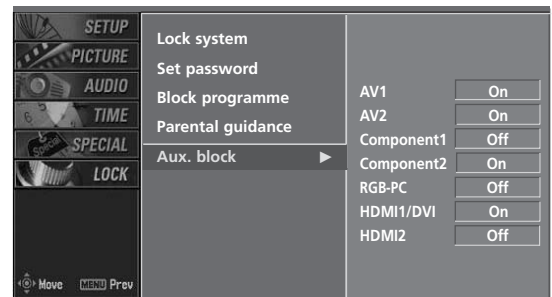 SETUP
PICTURE
AUDIO
TIME
SPECIAL
LOCK
Move MENU Prev
Lock system
Set password
Block programme
Parental guidance
Aux. block ▶
AV1 On
AV2 On
Component1 Off
Component2 On
RGB-PC Off
HDMI1/DVI On
HDMI2 Off